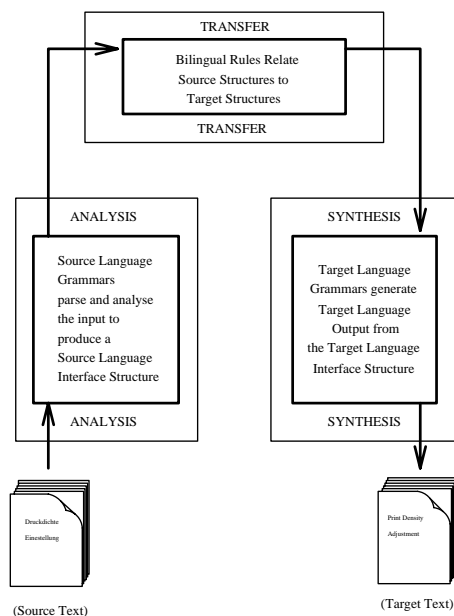 TRANSFER
Bilingual Rules Relate
Source Structures to
Target Structures
TRANSFER
ANALYSIS
Source Language
Grammars
parse and analyse
the input to
produce a
Source Language
Interface Structure
ANALYSIS
SYNTHESIS
Target Language
Grammars generate
Target Language
Output from
the Target Language
Interface Structure
SYNTHESIS
Druckdichte
Einestellung
(Source Text)
Print Density
Adjustment
(Target Text)